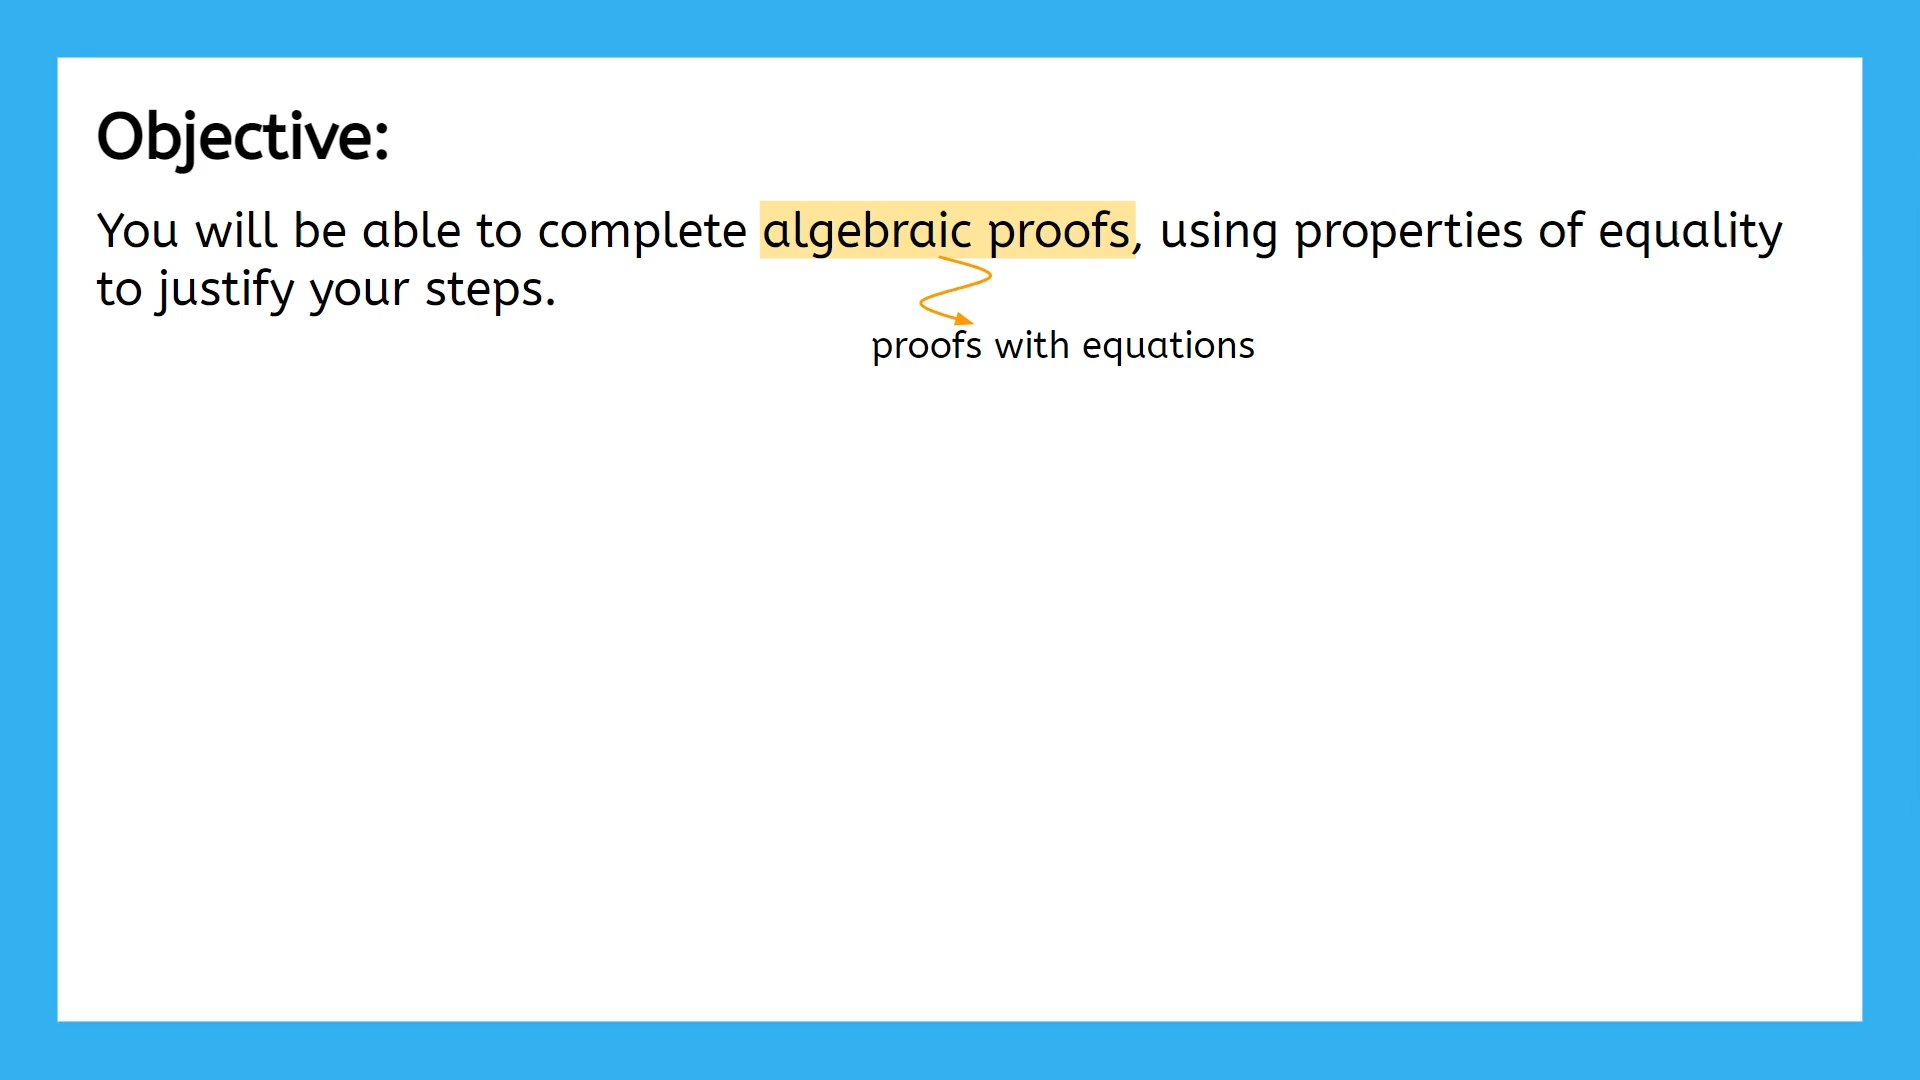 Objective:
You will be able to complete algebraic proofs, using properties of equality
to justify your steps.
proofs with equations